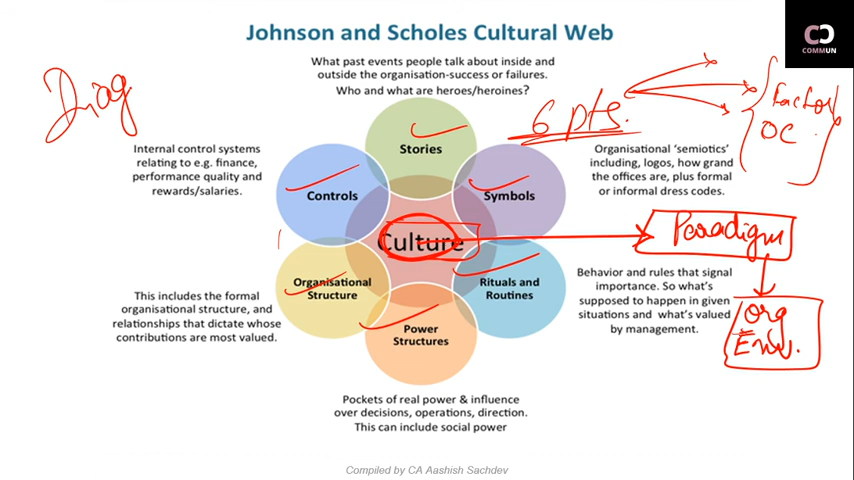 Johnson and Scholes Cultural Web
CC
COMMUN
What past events people talk about inside and
outside the organisation-success or failures.
Who and what are heroes/heroines?
Diag
6 pts.
Factor
OC
Internal control systems
relating to e.g. finance,
performance quality and
rewards/salaries.
Stories
Organisational ‘semiotics’
including, logos, how grand
the offices are, plus formal
or informal dress codes.
Controls
Symbols
Culture
Paradigm
Organisational
Structure
Rituals and
Routines
This includes the formal
organisational structure, and
relationships that dictate whose
contributions are most valued.
Behavior and rules that signal
importance. So what’s
supposed to happen in given
situations and what’s valued
by management.
Org
Env.
Power
Structures
Pockets of real power & influence
over decisions, operations, direction.
This can include social power
Compiled by CA Aashish Sachdev